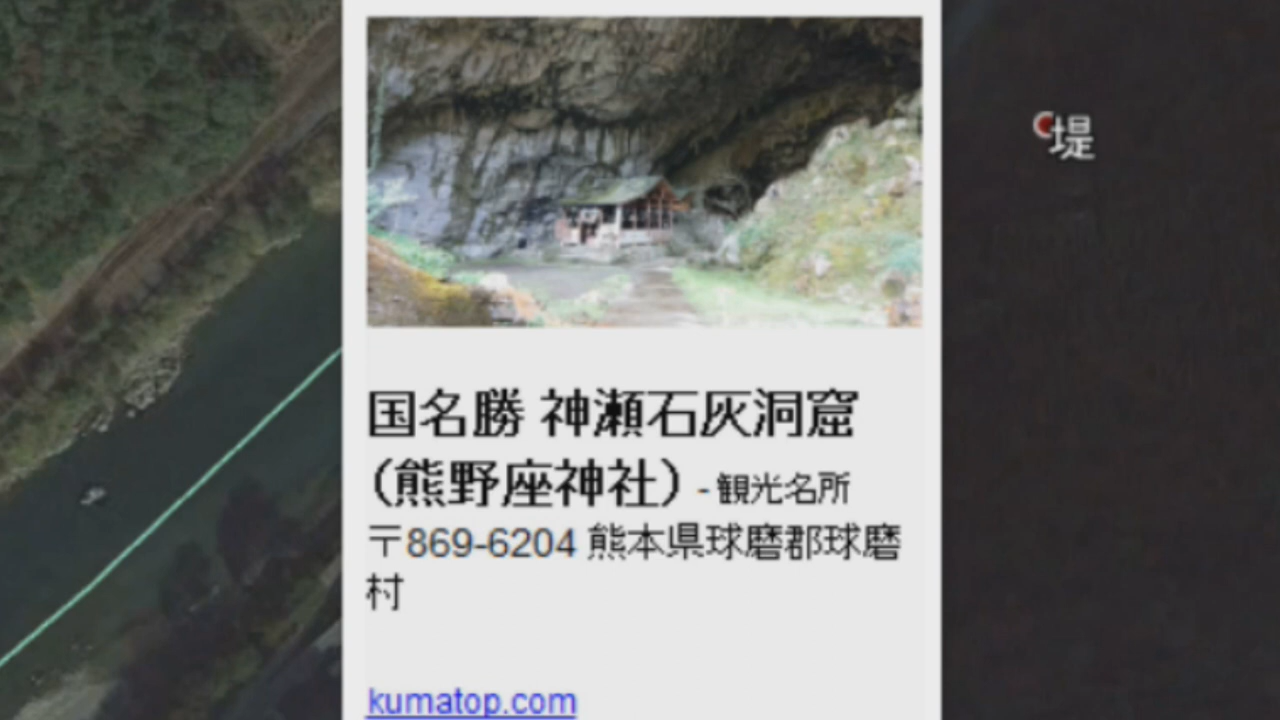 国名勝 神瀬石灰洞窟
（熊野座神社） - 観光名所
〒869-6204 熊本県球磨郡球磨
村
kumatop.com
堤